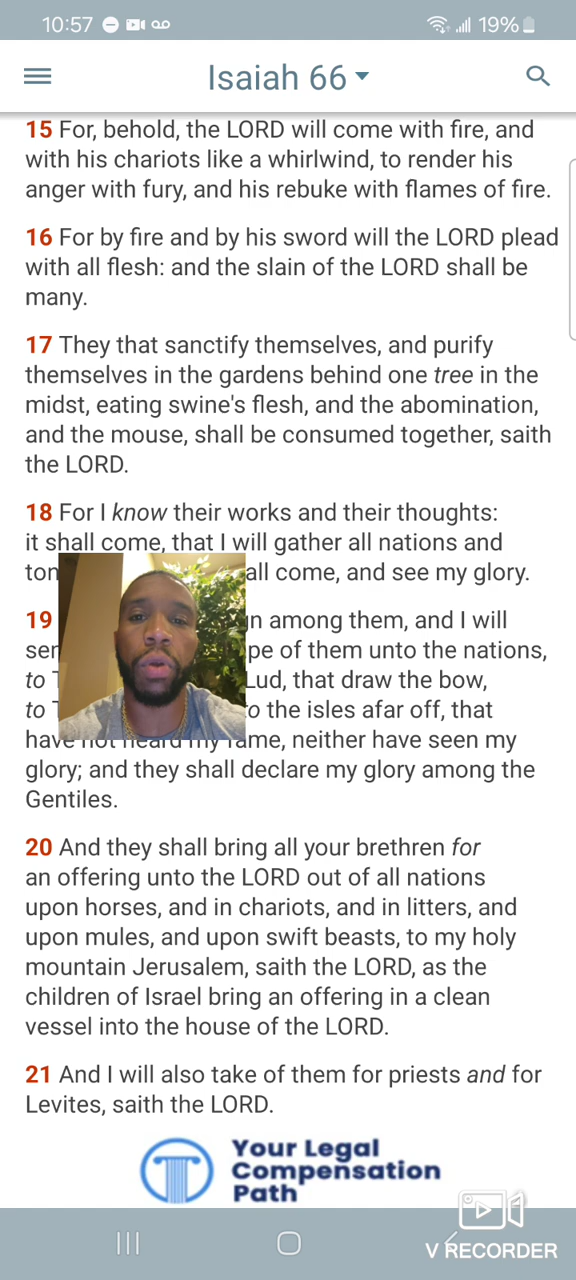 10:57
19%
Isaiah 66
15 For, behold, the LORD will come with fire, and
with his chariots like a whirlwind, to render his
anger with fury, and his rebuke with flames of fire.
16 For by fire and by his sword will the LORD plead
with all flesh: and the slain of the LORD shall be
many.
17 They that sanctify themselves, and purify
themselves in the gardens behind one tree in the
midst, eating swine's flesh, and the abomination,
and the mouse, shall be consumed together, saith
the LORD.
18 For I know their works and their thoughts:
it shall come, that I will gather all nations and
ton all come, and see my glory.
19 n among them, and I will
sen pe of them unto the nations,
to Lud, that draw the bow,
to o the isles afar off, that
have not heard my fame, neither have seen my
glory; and they shall declare my glory among the
Gentiles.
20 And they shall bring all your brethren for
an offering unto the LORD out of all nations
upon horses, and in chariots, and in litters, and
upon mules, and upon swift beasts, to my holy
mountain Jerusalem, saith the LORD, as the
children of Israel bring an offering in a clean
vessel into the house of the LORD.
21 And I will also take of them for priests and for
Levites, saith the LORD.
Your Legal
Compensation
Path
V RECORDER